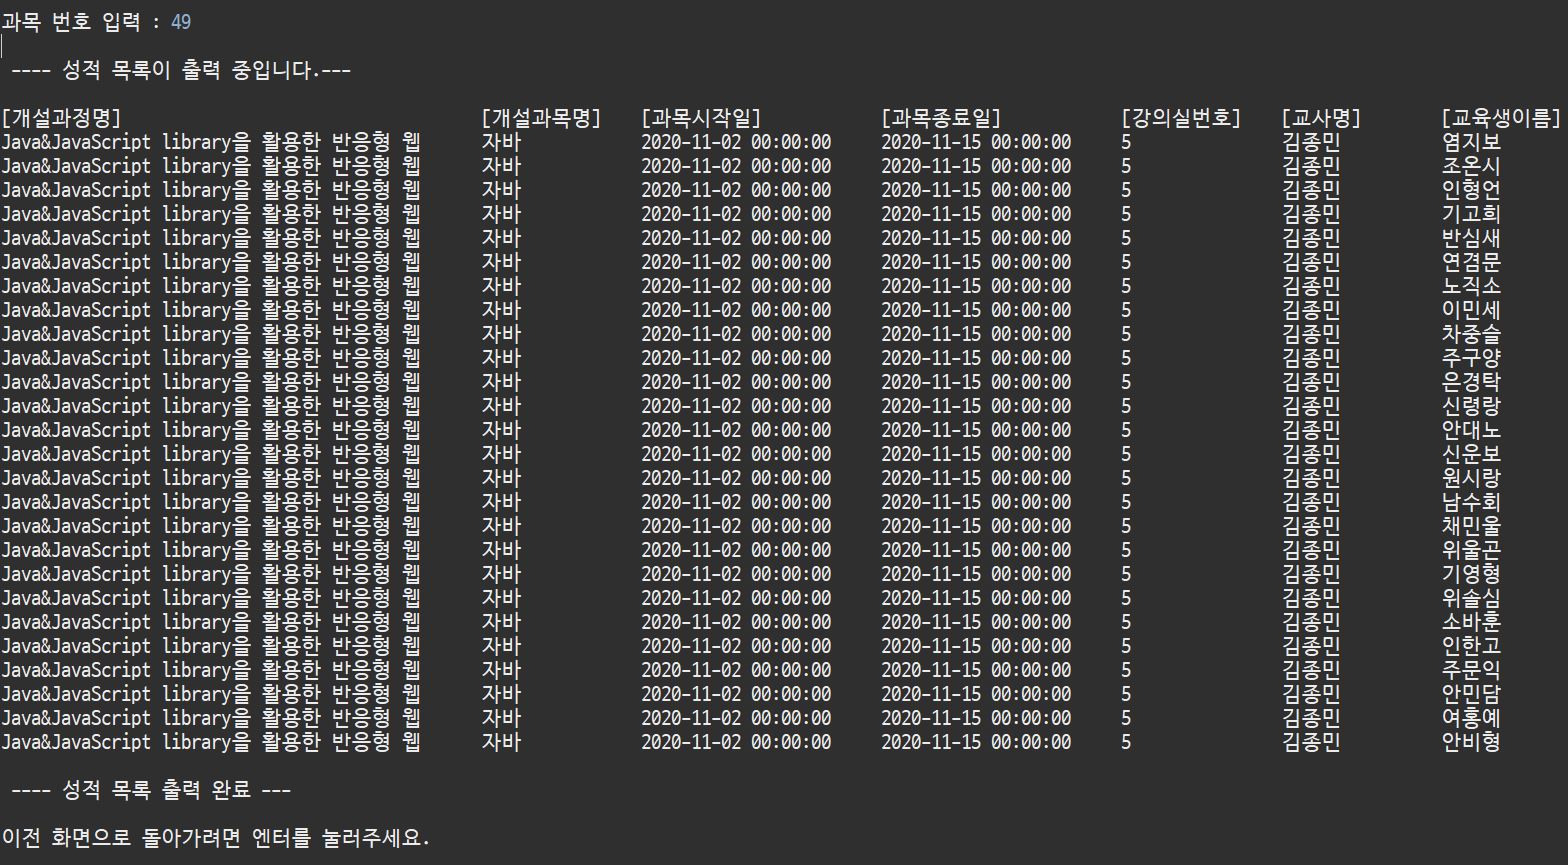 과목 번호 입력 : 49
---- 성적 목록이 출력 중입니다.---
[개설과정명] [개설과목명] [과목시작일] [과목종료일] [강의실번호] [교사명] [교육생이름]
Java&JavaScript library을 활용한 반응형 웹 자바 2020-11-02 00:00:00 2020-11-15 00:00:00 5 김종민 염지보
Java&JavaScript library을 활용한 반응형 웹 자바 2020-11-02 00:00:00 2020-11-15 00:00:00 5 김종민 조온시
Java&JavaScript library을 활용한 반응형 웹 자바 2020-11-02 00:00:00 2020-11-15 00:00:00 5 김종민 인형언
Java&JavaScript library을 활용한 반응형 웹 자바 2020-11-02 00:00:00 2020-11-15 00:00:00 5 김종민 기고희
Java&JavaScript library을 활용한 반응형 웹 자바 2020-11-02 00:00:00 2020-11-15 00:00:00 5 김종민 반심새
Java&JavaScript library을 활용한 반응형 웹 자바 2020-11-02 00:00:00 2020-11-15 00:00:00 5 김종민 연겸문
Java&JavaScript library을 활용한 반응형 웹 자바 2020-11-02 00:00:00 2020-11-15 00:00:00 5 김종민 노직소
Java&JavaScript library을 활용한 반응형 웹 자바 2020-11-02 00:00:00 2020-11-15 00:00:00 5 김종민 이민세
Java&JavaScript library을 활용한 반응형 웹 자바 2020-11-02 00:00:00 2020-11-15 00:00:00 5 김종민 차중슬
Java&JavaScript library을 활용한 반응형 웹 자바 2020-11-02 00:00:00 2020-11-15 00:00:00 5 김종민 주구양
Java&JavaScript library을 활용한 반응형 웹 자바 2020-11-02 00:00:00 2020-11-15 00:00:00 5 김종민 은경탁
Java&JavaScript library을 활용한 반응형 웹 자바 2020-11-02 00:00:00 2020-11-15 00:00:00 5 김종민 신령랑
Java&JavaScript library을 활용한 반응형 웹 자바 2020-11-02 00:00:00 2020-11-15 00:00:00 5 김종민 안대노
Java&JavaScript library을 활용한 반응형 웹 자바 2020-11-02 00:00:00 2020-11-15 00:00:00 5 김종민 신운보
Java&JavaScript library을 활용한 반응형 웹 자바 2020-11-02 00:00:00 2020-11-15 00:00:00 5 김종민 원시랑
Java&JavaScript library을 활용한 반응형 웹 자바 2020-11-02 00:00:00 2020-11-15 00:00:00 5 김종민 남수회
Java&JavaScript library을 활용한 반응형 웹 자바 2020-11-02 00:00:00 2020-11-15 00:00:00 5 김종민 채민울
Java&JavaScript library을 활용한 반응형 웹 자바 2020-11-02 00:00:00 2020-11-15 00:00:00 5 김종민 위울곤
Java&JavaScript library을 활용한 반응형 웹 자바 2020-11-02 00:00:00 2020-11-15 00:00:00 5 김종민 기영형
Java&JavaScript library을 활용한 반응형 웹 자바 2020-11-02 00:00:00 2020-11-15 00:00:00 5 김종민 위솔심
Java&JavaScript library을 활용한 반응형 웹 자바 2020-11-02 00:00:00 2020-11-15 00:00:00 5 김종민 소바훈
Java&JavaScript library을 활용한 반응형 웹 자바 2020-11-02 00:00:00 2020-11-15 00:00:00 5 김종민 인한고
Java&JavaScript library을 활용한 반응형 웹 자바 2020-11-02 00:00:00 2020-11-15 00:00:00 5 김종민 주문익
Java&JavaScript library을 활용한 반응형 웹 자바 2020-11-02 00:00:00 2020-11-15 00:00:00 5 김종민 안민담
Java&JavaScript library을 활용한 반응형 웹 자바 2020-11-02 00:00:00 2020-11-15 00:00:00 5 김종민 여홍예
Java&JavaScript library을 활용한 반응형 웹 자바 2020-11-02 00:00:00 2020-11-15 00:00:00 5 김종민 안비형
---- 성적 목록 출력 완료 ---
이전 화면으로 돌아가려면 엔터를 눌러주세요.